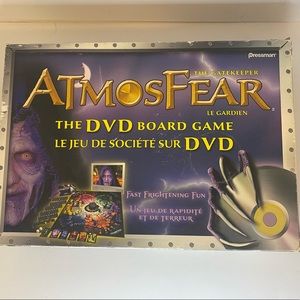 Pressman
THE GATEKEEPER
ATMOSFEAR
LE GARDIEN
THE DVD BOARD GAME
LE JEU DE SOCIÉTÉ SUR DVD
FAST FRIGHTENING FUN
UN JEU DE RAPIDITÉ
ET DE TERREUR